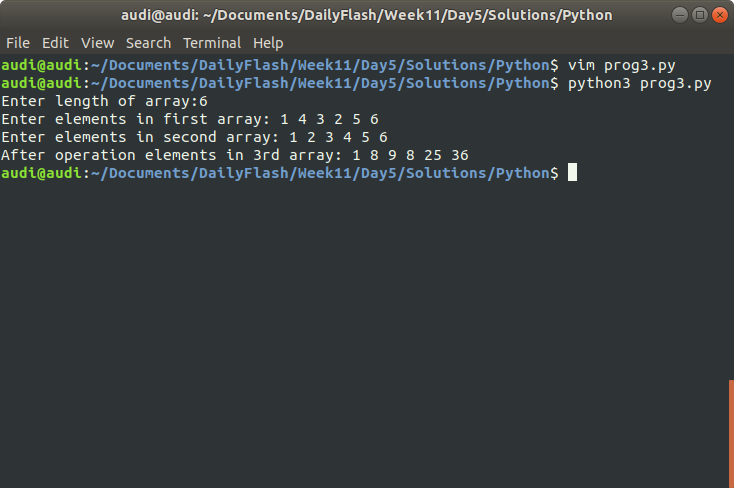 audi@audi: ~/Documents/DailyFlash/Week11/Day5/Solutions/Python
File Edit View Search Terminal Help
audi@audi:~/Documents/DailyFlash/Week11/Day5/Solutions/Python$ vim prog3.py
audi@audi:~/Documents/DailyFlash/Week11/Day5/Solutions/Python$ python3 prog3.py
Enter length of array:6
Enter elements in first array: 1 4 3 2 5 6
Enter elements in second array: 1 2 3 4 5 6
After operation elements in 3rd array: 1 8 9 8 25 36
audi@audi:~/Documents/DailyFlash/Week11/Day5/Solutions/Python$